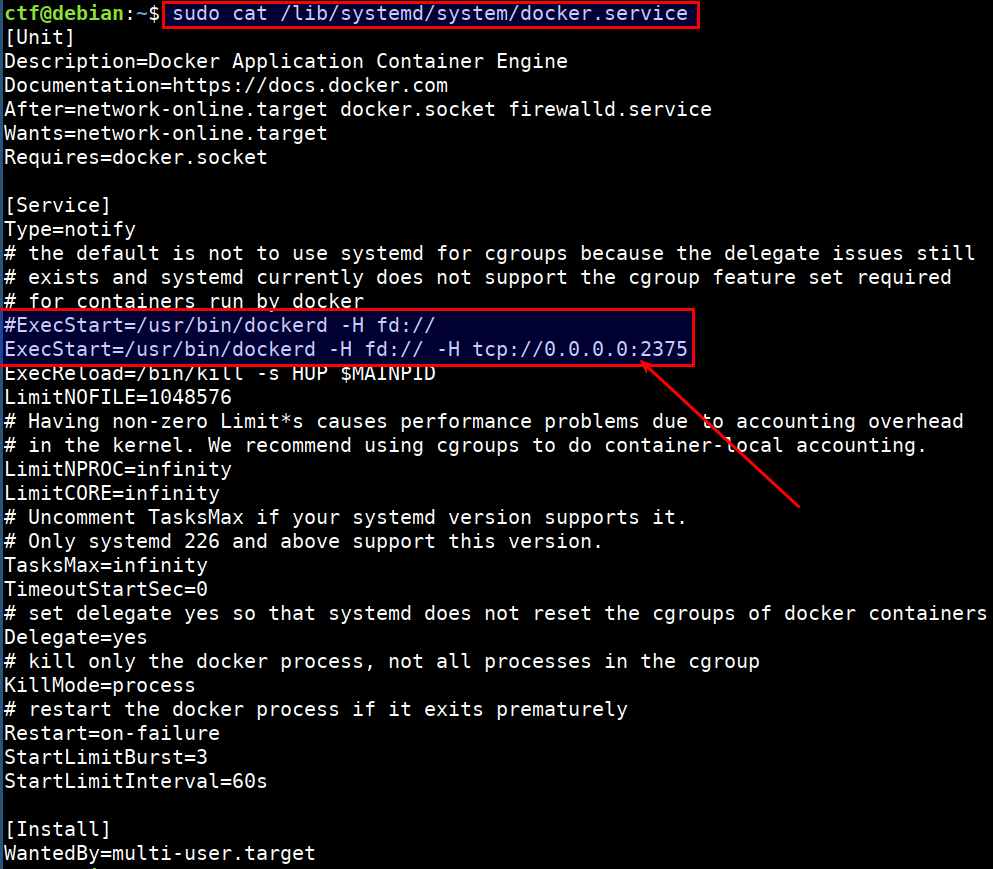 ctf@debian:~$ sudo cat /lib/systemd/system/docker.service
[Unit]
Description=Docker Application Container Engine
Documentation=https://docs.docker.com
After=network-online.target docker.socket firewalld.service
Wants=network-online.target
Requires=docker.socket
[Service]
Type=notify
# the default is not to use systemd for cgroups because the delegate issues still
# exists and systemd currently does not support the cgroup feature set required
# for containers run by docker
#ExecStart=/usr/bin/dockerd -H fd://
ExecStart=/usr/bin/dockerd -H fd:// -H tcp://0.0.0.0:2375
ExecReload=/bin/kill -s HUP $MAINPID
LimitNOFILE=1048576
# Having non-zero Limit*s causes performance problems due to accounting overhead
# in the kernel. We recommend using cgroups to do container-local accounting.
LimitNPROC=infinity
LimitCORE=infinity
# Uncomment TasksMax if your systemd version supports it.
# Only systemd 226 and above support this version.
TasksMax=infinity
TimeoutStartSec=0
# set delegate yes so that systemd does not reset the cgroups of docker containers
Delegate=yes
# kill only the docker process, not all processes in the cgroup
KillMode=process
# restart the docker process if it exits prematurely
Restart=on-failure
StartLimitBurst=3
StartLimitInterval=60s
[Install]
WantedBy=multi-user.target